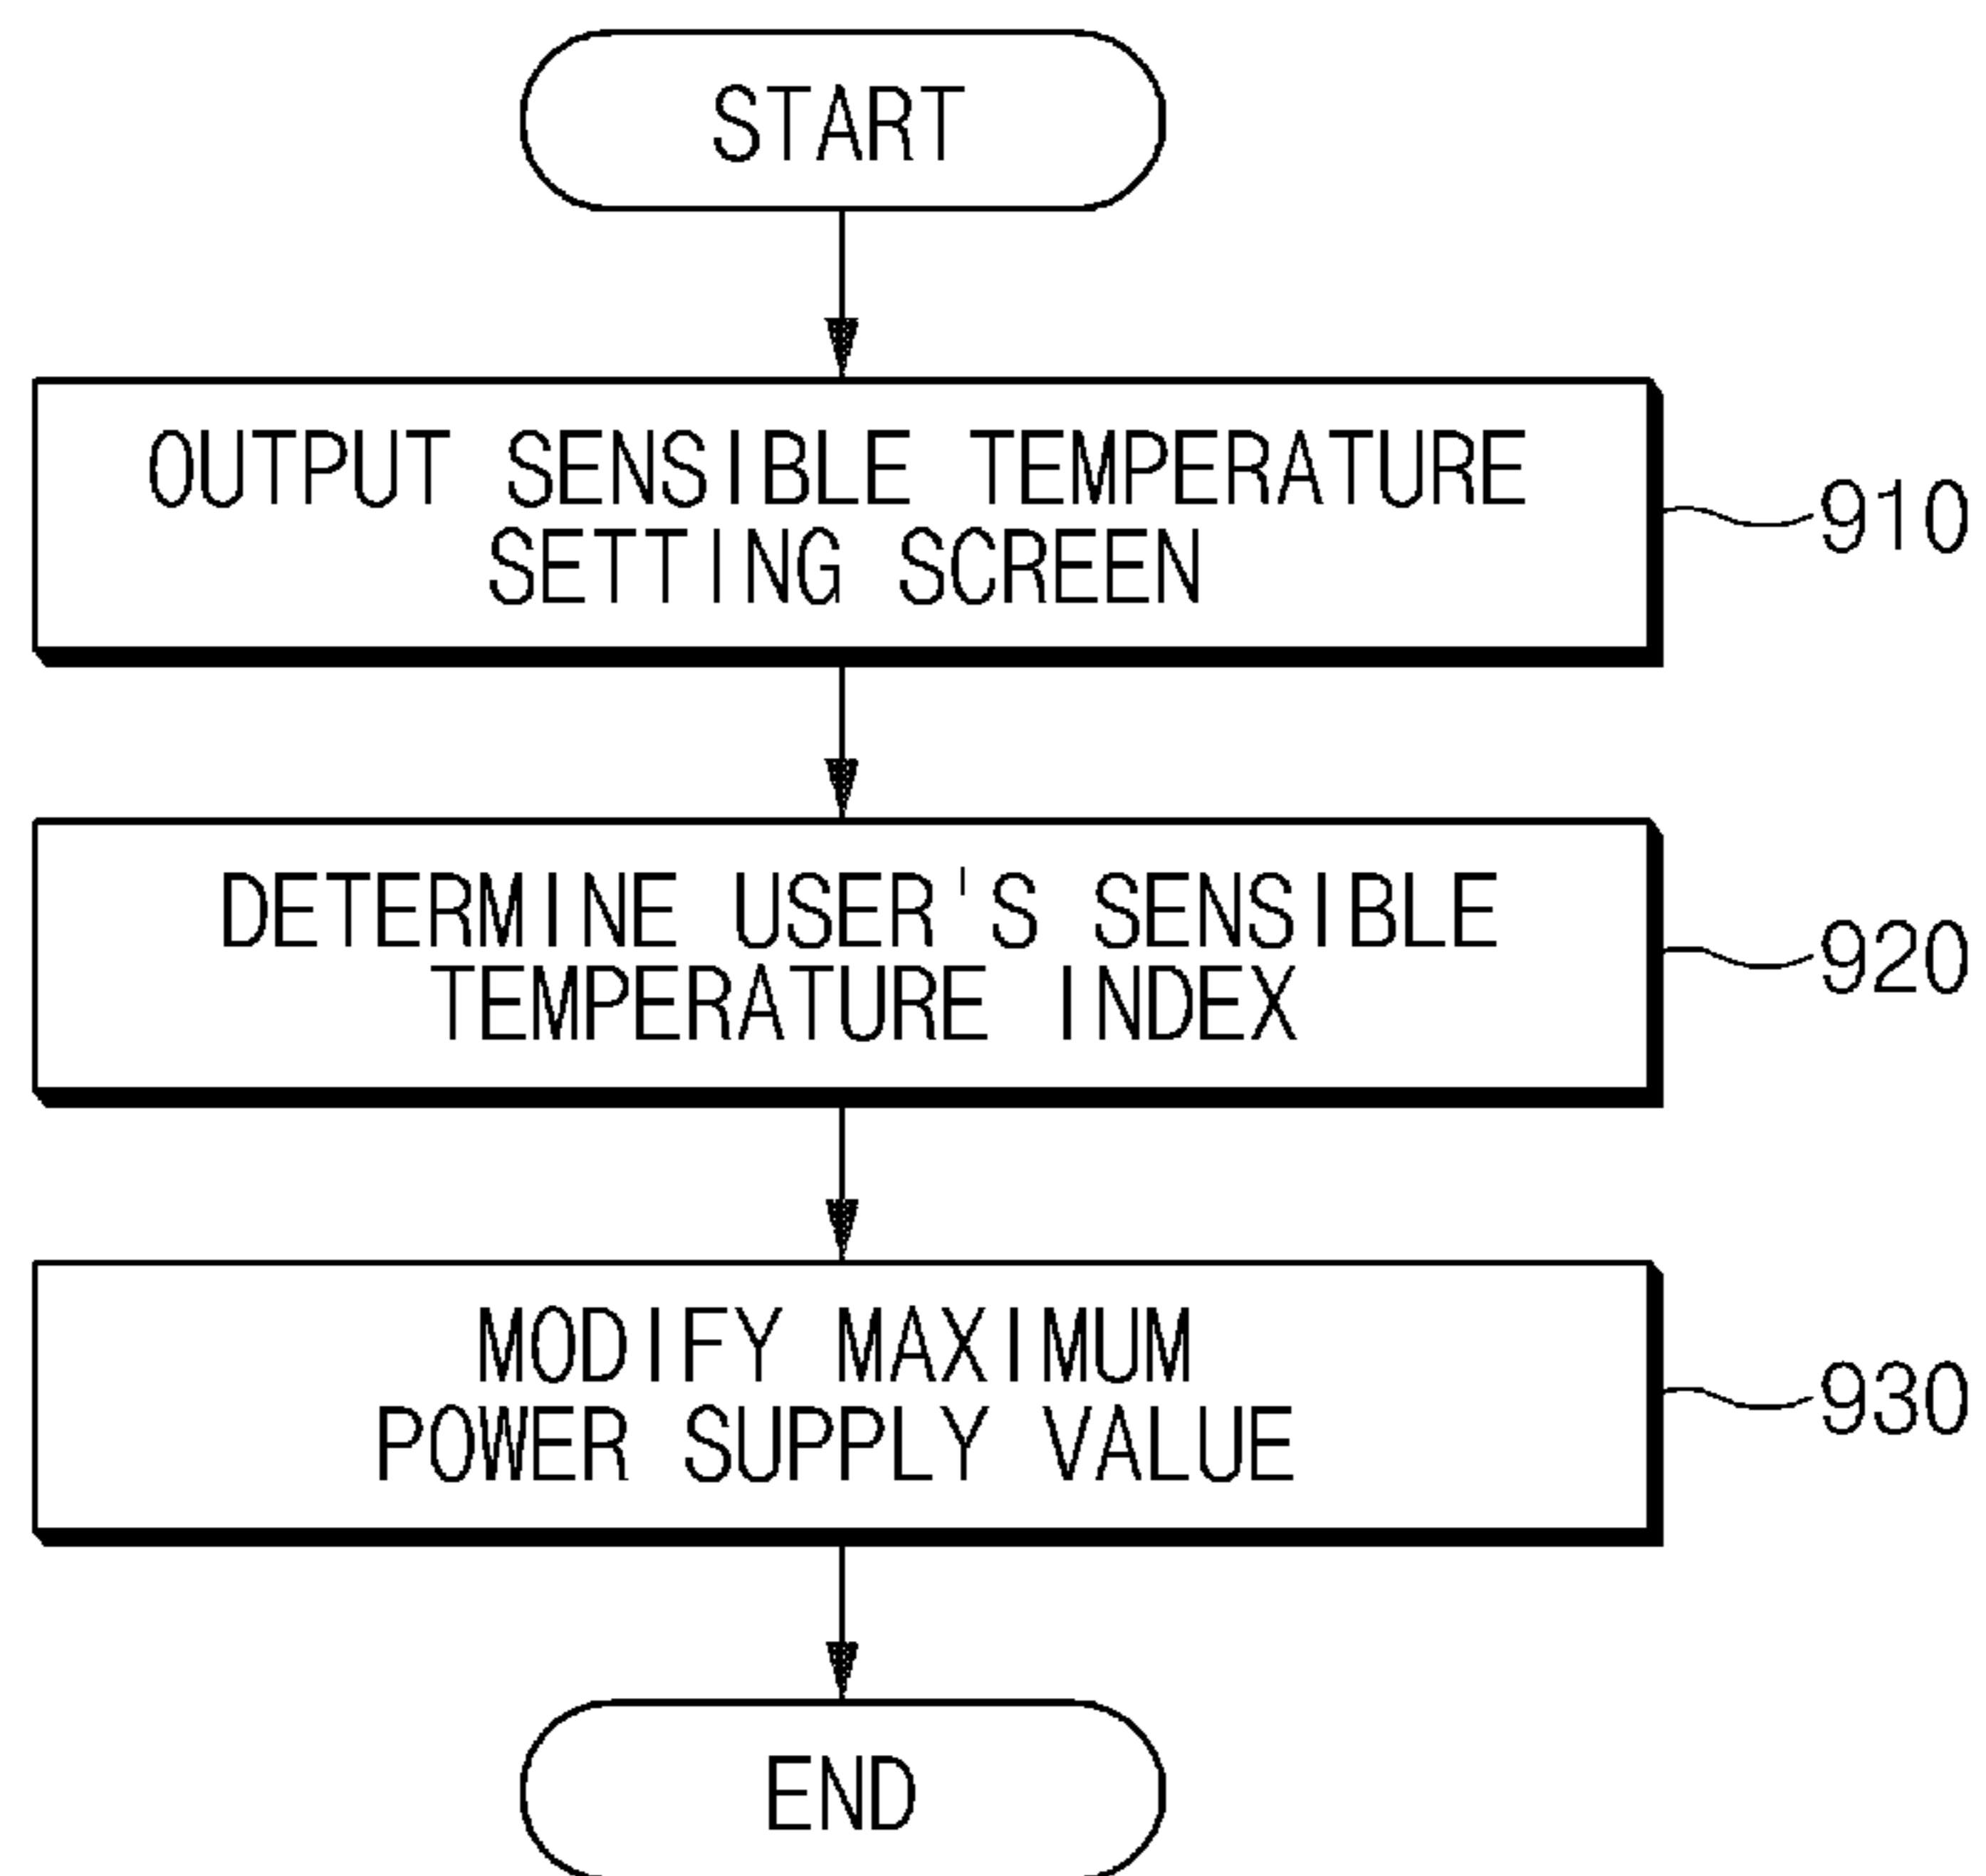 START
OUTPUT SENSIBLE TEMPERATURE
SETTING SCREEN
910
DETERMINE USER'S SENSIBLE
TEMPERATURE INDEX
920
MODIFY MAXIMUM
POWER SUPPLY VALUE
930
END